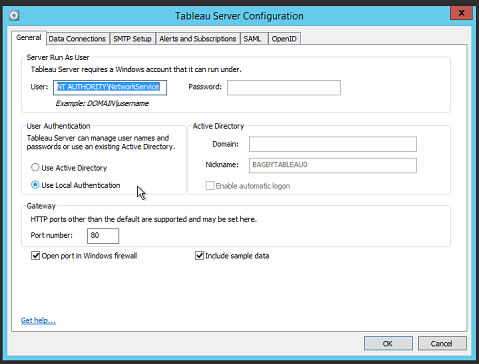 Tableau Server Configuration
x
General Data Connections SMTP Setup Alerts and Subscriptions SAML OpenID
Server Run As User
Tableau Server requires a Windows account that it can run under.
User: NT AUTHORITY\NetworkService Password:
Example: DOMAIN\username
User Authentication
Tableau Server can manage user names and
passwords or use an existing Active Directory.
Use Active Directory
Use Local Authentication
Active Directory
Domain:
Nickname: BAGBYTABLEAU0
Enable automatic logon
Gateway
HTTP ports other than the default are supported and may be set here.
Port number: 80
Open port in Windows firewall Include sample data
Get help...
OK Cancel